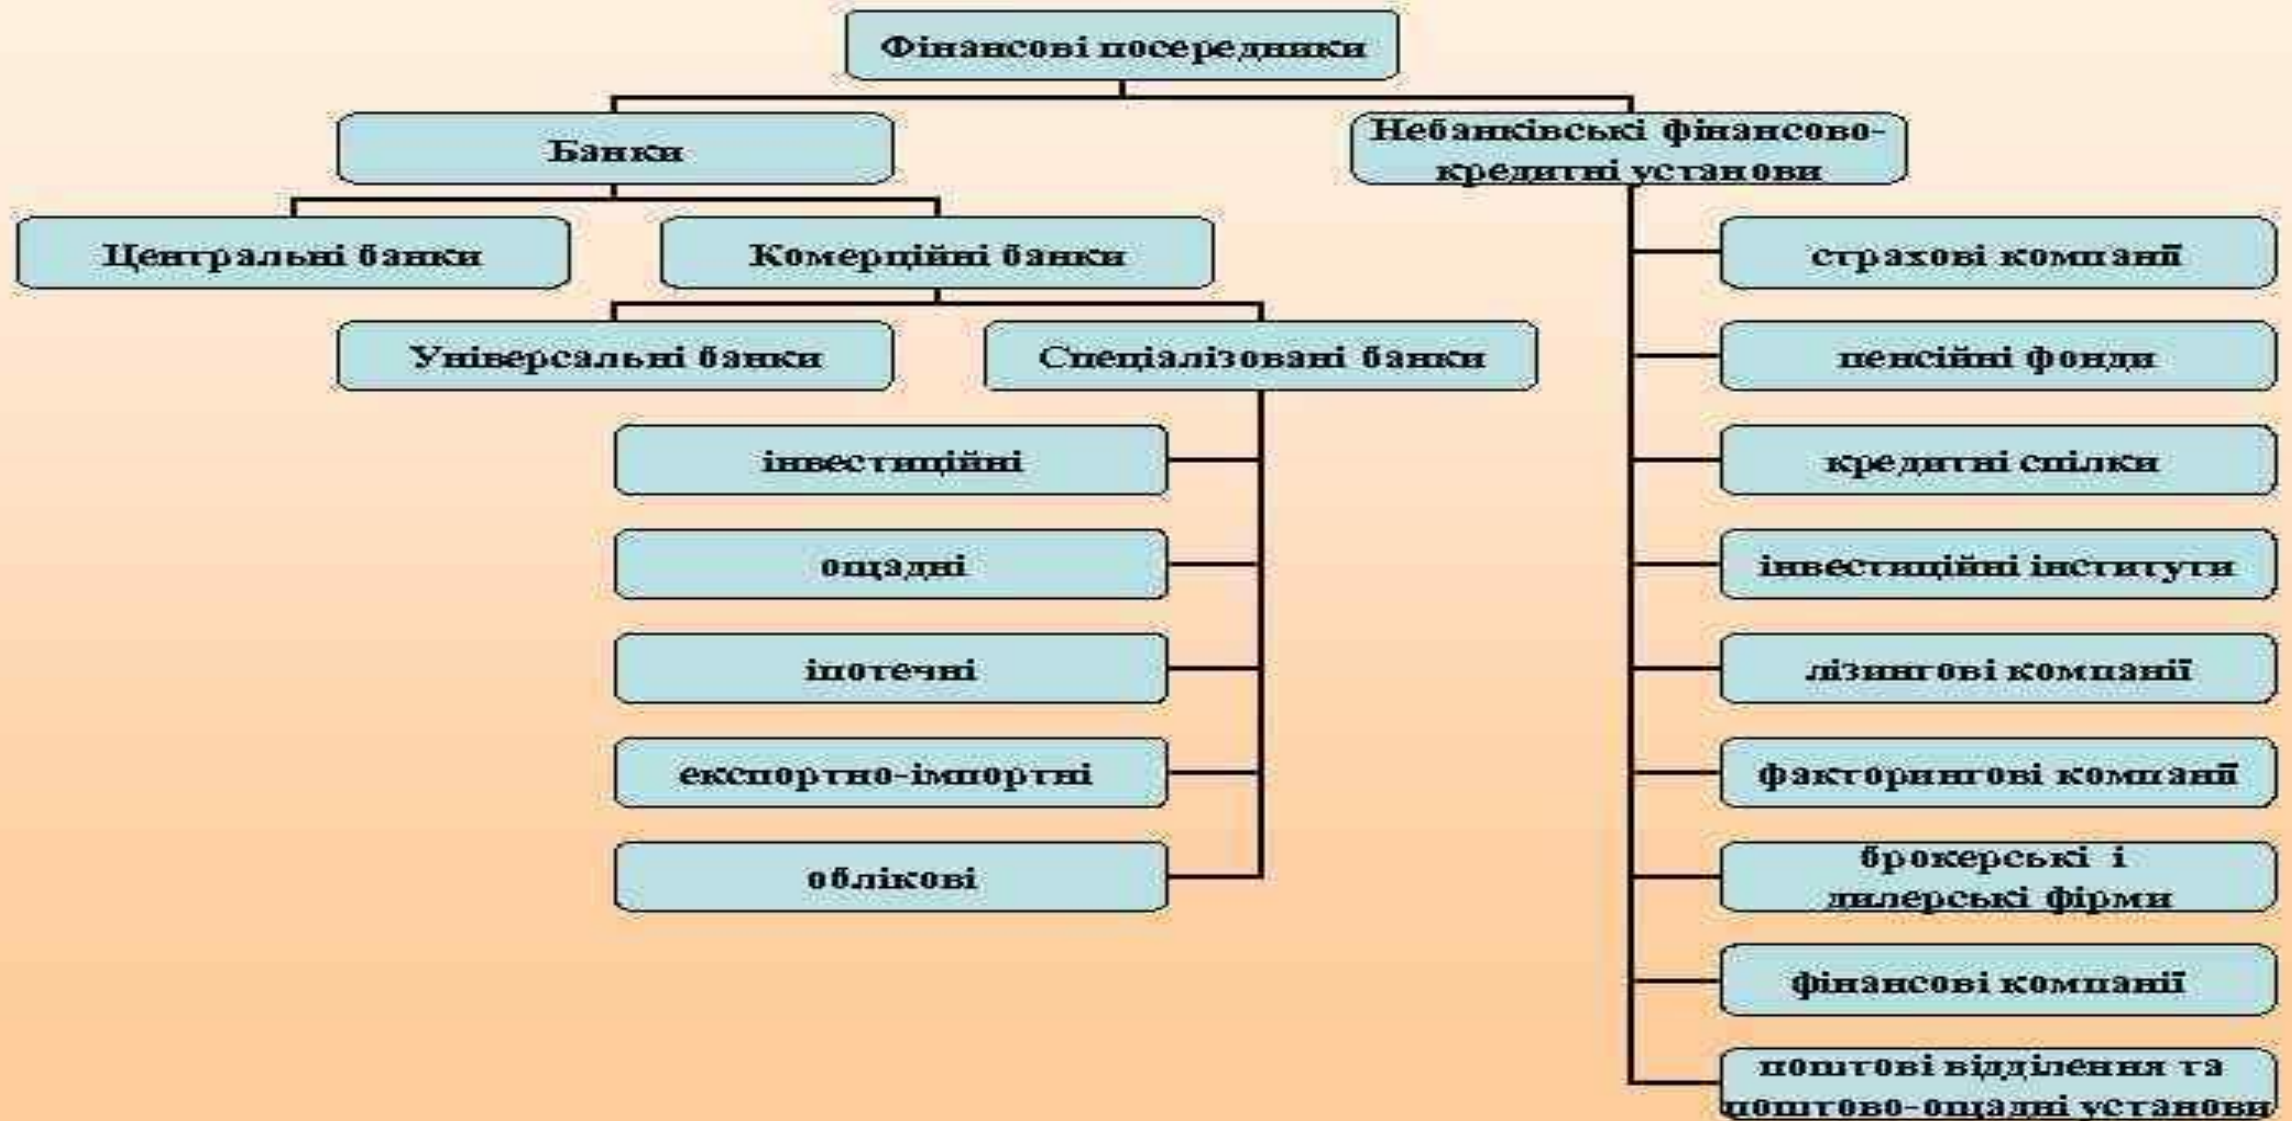 Фінансові посередники
Банки
Небанківські фінансово-
кредитні установи
Центральні банки
Комерційні банки
Універсальні банки
Спеціалізовані банки
інвестиційні
ощадні
іпотечні
експортно-імпортні
облікові
страхові компанії
пенсійні фонди
кредитні спілки
інвестиційні інститути
лізингові компанії
факторингові компанії
брокерські і
дилерські фірми
фінансові компанії
поштові відділення та
поштово-ощадні установи